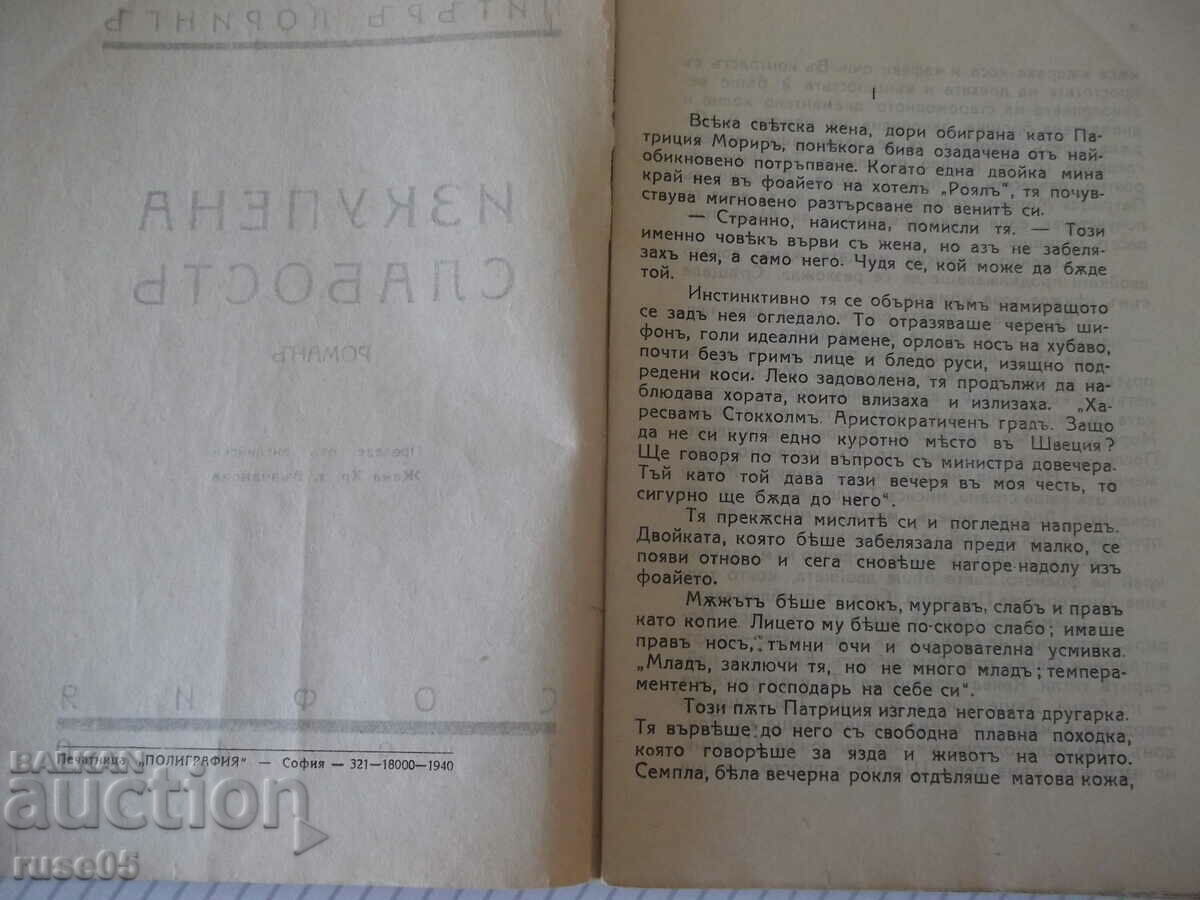 ПИТЪРЪ ЛОРИНГЪ
ИЗКУПЕНА
СЛАБОСТЬ
РОМАНЪ
СОФИЯ
Печатница „ПОЛИГРАФИЯ" — София — 321—18000—1940
BALKAN
auction
ruse05
I
Всѣка свѣтска жена, дори обиграна като Па-
триция Мориръ, понѣкога бива озадачена отъ най-
обикновено потръпване. Когато една двойка мина
край нея въ фоайето на хотелъ „Роялъ", тя почув-
ствува мигновено разтърсване по венитѣ си.
— Странно, наистина, помисли тя. — Този
именно човѣкъ върви съ жена, но азъ не забеля-
захъ нея, а само него. Чудя се, кой може да бѫде
той.
Инстинктивно тя се обърна къмъ намиращото
се задъ нея огледало. То отразяваше черенъ ши-
фонъ, голи идеални рамене, орловъ носъ на хубаво,
почти безъ гримъ лице и бледо руси, изящно под-
редени коси. Леко задоволена, тя продължи да на-
блюдава хората, които влизаха и излизаха. „Ха-
ресвамъ Стокхолмъ. Аристократиченъ градъ. Защо
да не си купя едно куротно мѣсто въ Швеция?
Ще говоря по този въпросъ съ министра довечера.
Тъй като той дава тази вечеря въ моя честь, то
сигурно ще бѫда до него".
Тя прекѫсна мислитѣ си и погледна напредъ.
Двойката, която бѣше забелязала преди малко, се
появи отново и сега сновѣше нагоре-надолу изъ
фоайето.
Мѫжътъ бѣше високъ, мургавъ, слабъ и правъ
като копие. Лицето му бѣше по-скоро слабо; имаше
правъ носъ, тъмни очи и очарователна усмивка.
„Младъ, заключи тя, но не много младъ; темпера-
ментенъ, но господарь на себе си".
Този пѫть Патриция изгледа неговата другарка.
Тя вървѣше до него съ свободна плавна походка,
която говорѣше за язда и животъ на открито.
Семпла, бѣла вечерна рокля отдѣляше матова кожа,